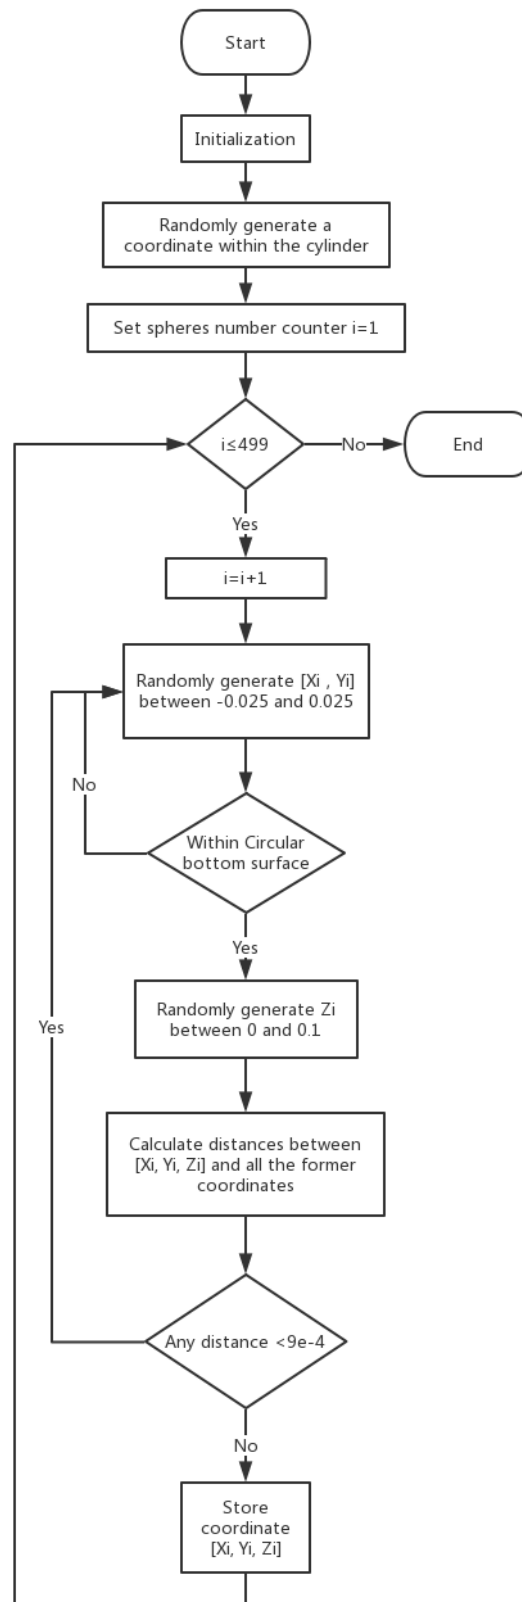 Start
Initialization
Randomly generate a
coordinate within the cylinder
Set spheres number counter i=1
i≤499
No
End
Yes
i=i+1
Randomly generate [Xi , Yi]
between -0.025 and 0.025
No
Within Circular
bottom surface
Yes
Randomly generate Zi
between 0 and 0.1
Yes
Calculate distances between
[Xi, Yi, Zi] and all the former
coordinates
Any distance <9e-4
No
Store
coordinate
[Xi, Yi, Zi]